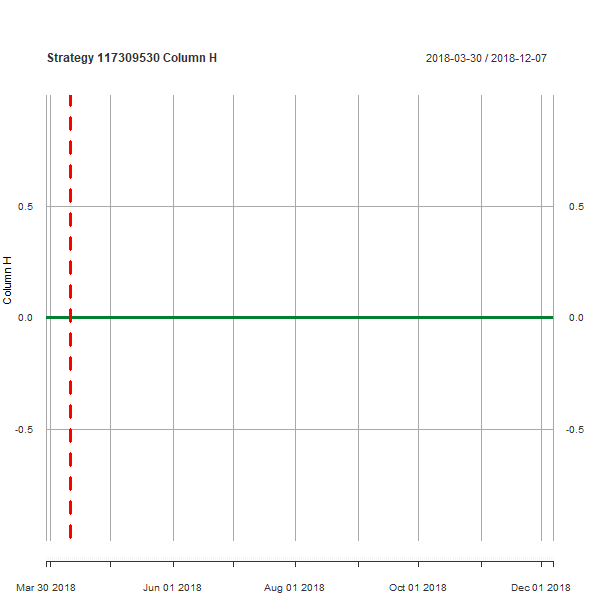 Strategy 117309530 Column H
2018-03-30 / 2018-12-07
Column H
0.5
0.5
0.0
0.0
-0.5
-0.5
Mar 30 2018
Jun 01 2018
Aug 01 2018
Oct 01 2018
Dec 01 2018